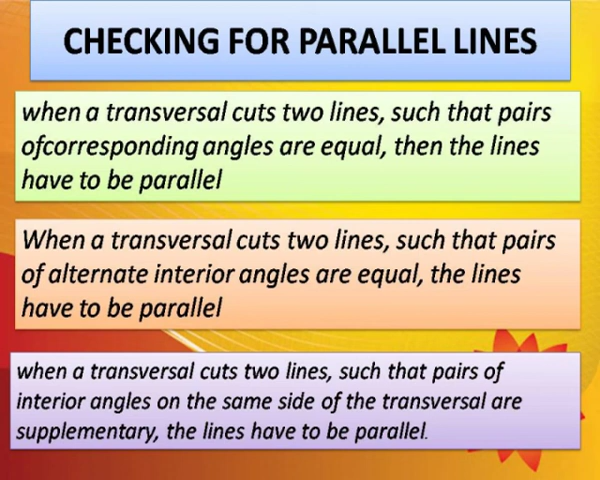 CHECKING FOR PARALLEL LINES
when a transversal cuts two lines, such that pairs
ofcorresponding angles are equal, then the lines
have to be parallel
When a transversal cuts two lines, such that pairs
of alternate interior angles are equal, the lines
have to be parallel
when a transversal cuts two lines, such that pairs of
interior angles on the same side of the transversal are
supplementary, the lines have to be parallel.